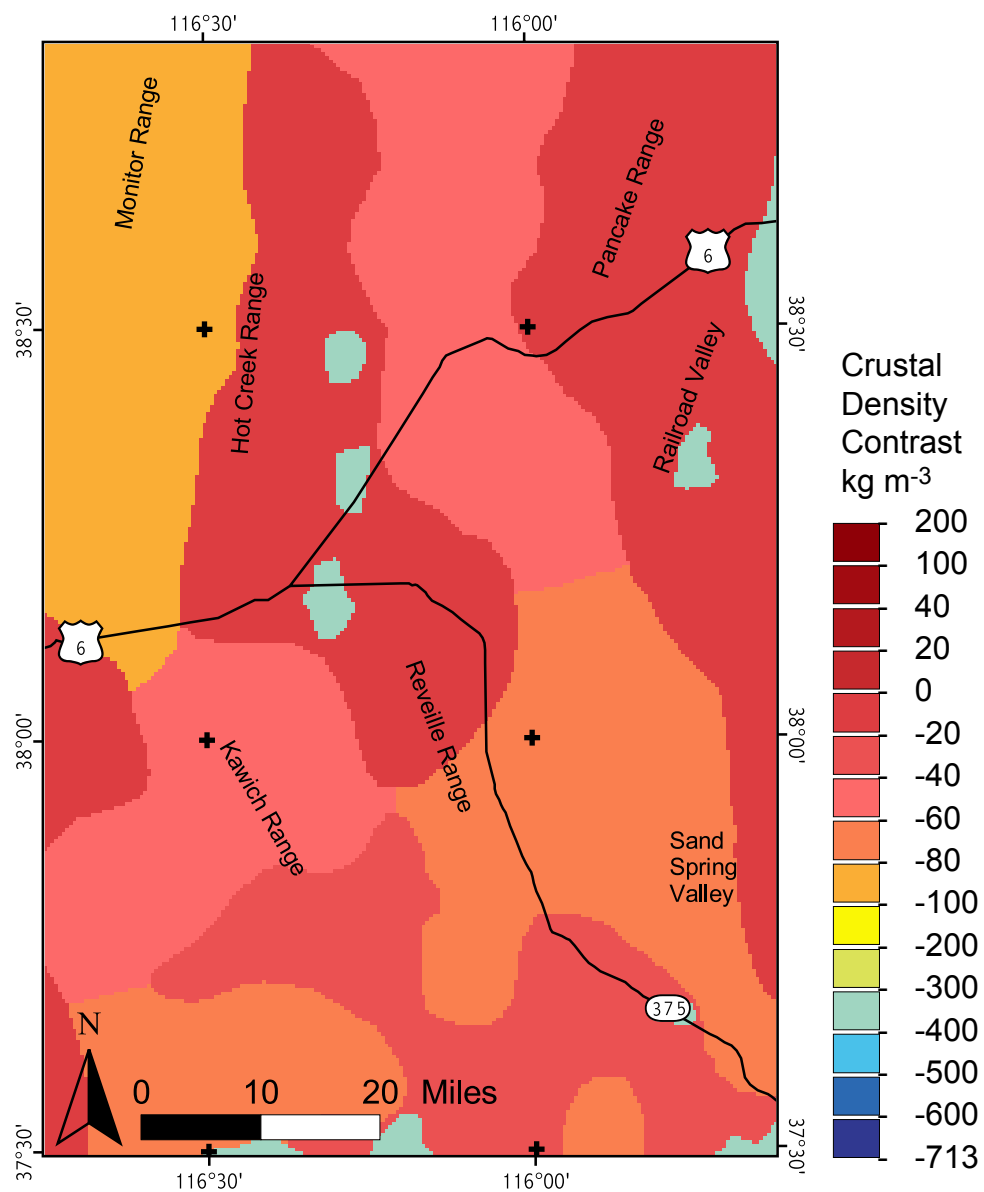 116°30'
116°00'
Monitor Range
Pancake Range
6
Hot Creek Range
38°30'
38°30'
Railroad Valley
Crustal
Density
Contrast
kg m-3
200
100
40
20
0
-20
-40
-60
-80
-100
-200
-300
-400
-500
-600
-713
6
Reveille Range
38°00'
38°00'
Kawich Range
Sand
Spring
Valley
375
N
0 10 20 Miles
37°30'
37°30'
116°30'
116°00'